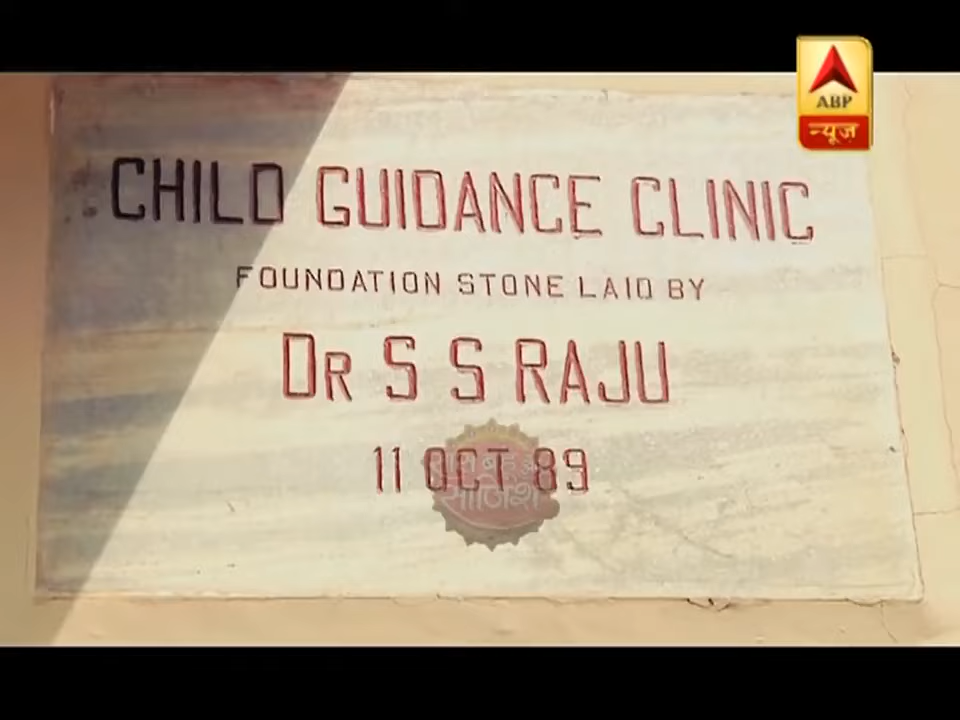 ABP
न्यूज़
CHILD GUIDANCE CLINIC
FOUNDATION STONE LAID BY
DR S S RAJU
11 OCT 89
साजिश